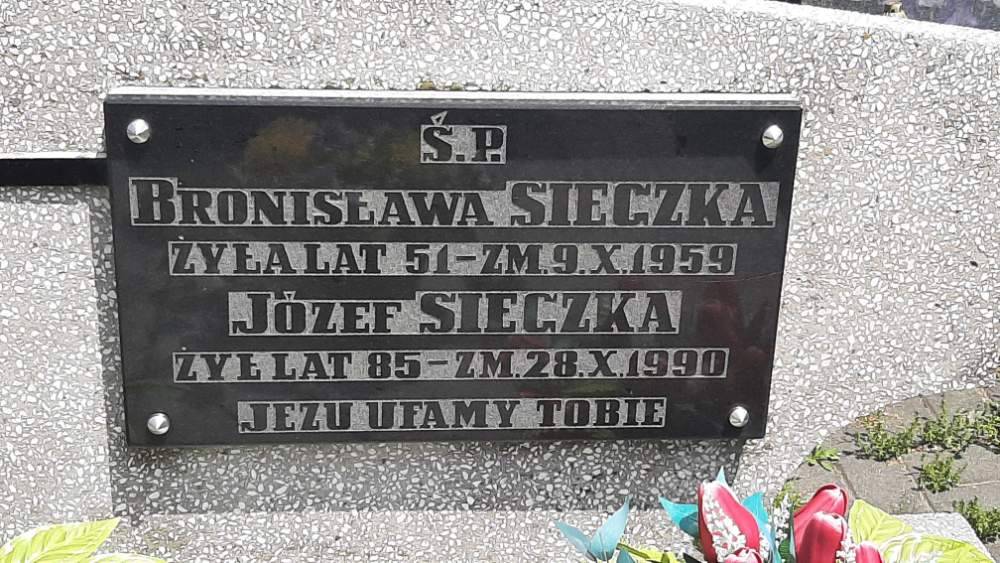 Ś.P.
BRONISŁAWA SIECZKA
ŻYŁA LAT 51-ZM.9.X.1959
JÓZEF SIECZKA
ŻYŁ LAT 85-ZM.28.X.1990
JEZU UFAMY TOBIE